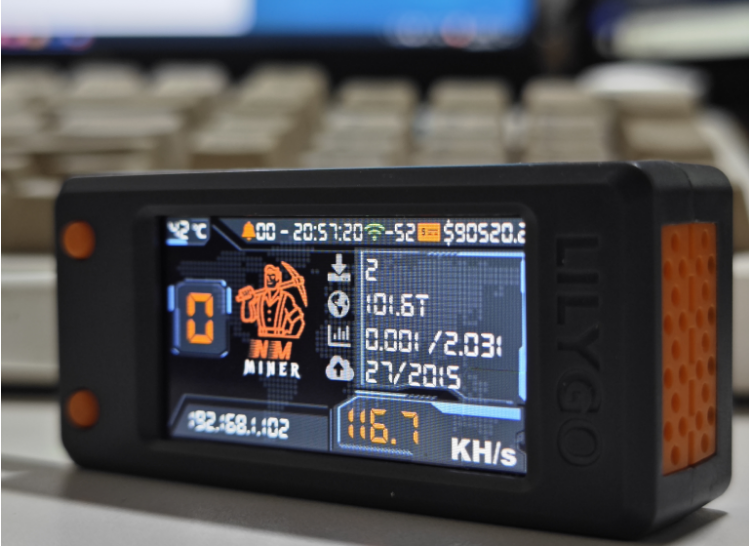 42 °C 00 - 20:57:20 -52 $90520.2
2
0 101.6T
NM
MINER
0.001 / 2.031
27/2015
192.168.1.102 116.7 KH/s
LILYGO